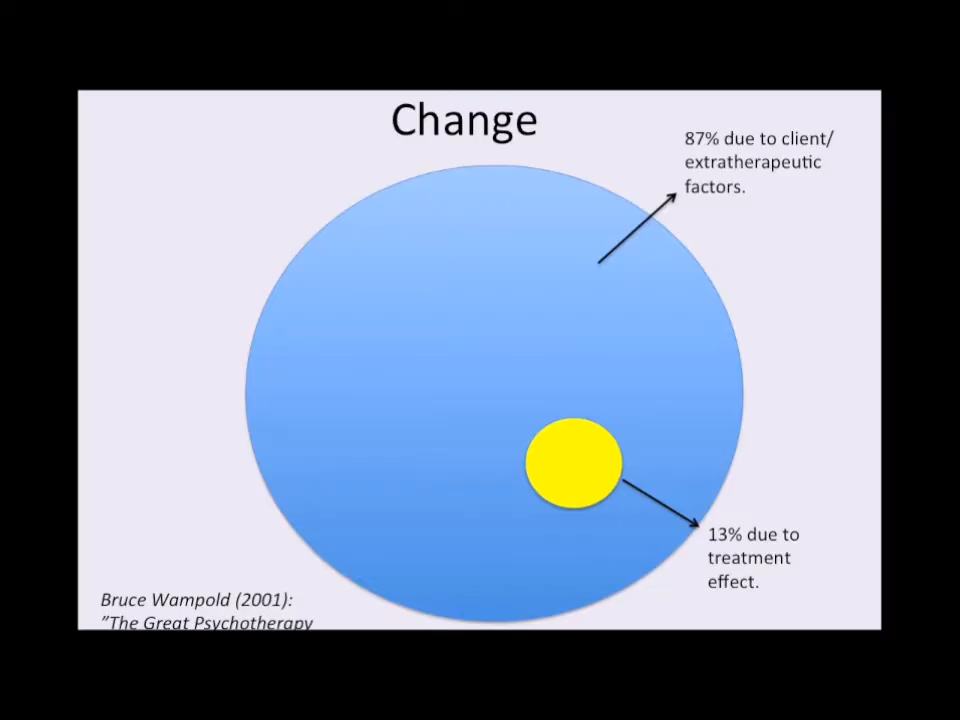 Change
87% due to client/
extratherapeutic
factors.
13% due to
treatment
effect.
Bruce Wampold (2001):
”The Great Psychotherapy